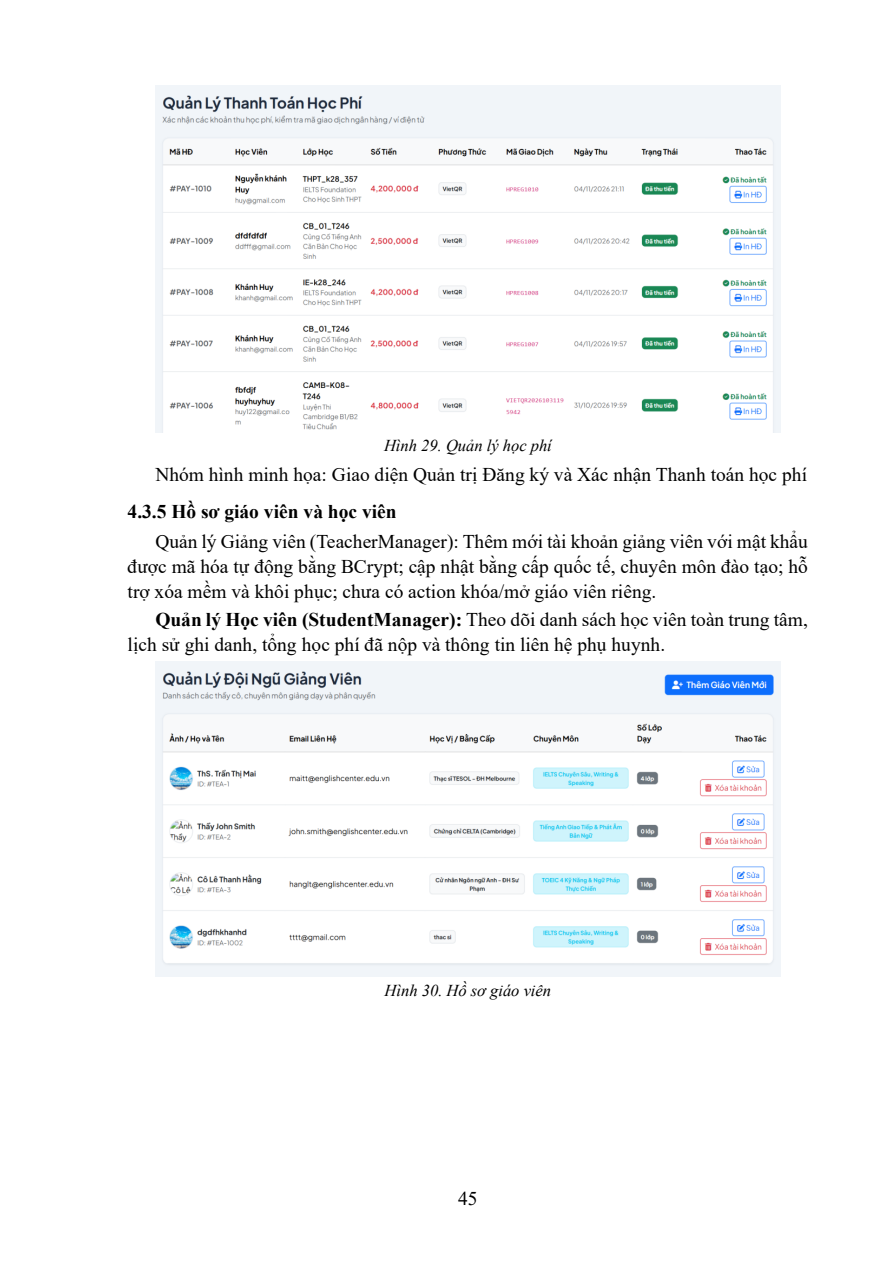 Quản Lý Thanh Toán Học Phí
Xác nhận các khoản thu học phí, kiểm tra mã giao dịch ngân hàng / ví điện tử
Mã HĐ Học Viên Lớp Học Số Tiền Phương Thức Mã Giao Dịch Ngày Thu Trạng Thái Thao Tác
#PAY-1010 Nguyễn khánh Huy huy@gmail.com THPT_k28_357 IELTS Foundation Cho Học Sinh THPT 4,200,000 đ VietQR HPREG1010 04/11/2026 21:11 Đã thu tiền Đã hoàn tất In HĐ
#PAY-1009 dfdfdfdf ddfff@gmail.com CB_01_T246 Củng Cố Tiếng Anh Căn Bản Cho Học Sinh 2,500,000 đ VietQR HPREG1009 04/11/2026 20:42 Đã thu tiền Đã hoàn tất In HĐ
#PAY-1008 Khánh Huy khanh@gmail.com IE-k28_246 IELTS Foundation Cho Học Sinh THPT 4,200,000 đ VietQR HPREG1008 04/11/2026 20:17 Đã thu tiền Đã hoàn tất In HĐ
#PAY-1007 Khánh Huy khanh@gmail.com CB_01_T246 Củng Cố Tiếng Anh Căn Bản Cho Học Sinh 2,500,000 đ VietQR HPREG1007 04/11/2026 19:57 Đã thu tiền Đã hoàn tất In HĐ
#PAY-1006 fbfdjf huyhuyhuy huy122@gmail.com CAMB-K08-T246 Luyện Thi Cambridge B1/B2 Tiêu Chuẩn 4,800,000 đ VietQR VIETQR20261031195942 31/10/2026 19:59 Đã thu tiền Đã hoàn tất In HĐ
Hình 29. Quản lý học phí
Nhóm hình minh họa: Giao diện Quản trị Đăng ký và Xác nhận Thanh toán học phí
4.3.5 Hồ sơ giáo viên và học viên
Quản lý Giảng viên (TeacherManager): Thêm mới tài khoản giảng viên với mật khẩu
được mã hóa tự động bằng BCrypt; cập nhật bằng cấp quốc tế, chuyên môn đào tạo; hỗ
trợ xóa mềm và khôi phục; chưa có action khóa/mở giáo viên riêng.
Quản lý Học viên (StudentManager): Theo dõi danh sách học viên toàn trung tâm,
lịch sử ghi danh, tổng học phí đã nộp và thông tin liên hệ phụ huynh.
Quản Lý Đội Ngũ Giảng Viên
Danh sách các thầy cô, chuyên môn giảng dạy và phân quyền
Thêm Giáo Viên Mới
Ảnh / Họ và Tên Email Liên Hệ Học Vị / Bằng Cấp Chuyên Môn Số Lớp Dạy Thao Tác
ThS. Trần Thị Mai ID: #TEA-1 maitt@englishcenter.edu.vn Thạc sĩ TESOL - ĐH Melbourne IELTS Chuyên Sâu, Writing & Speaking 4 lớp Sửa Xóa tài khoản
Ảnh Thầy Thầy John Smith ID: #TEA-2 john.smith@englishcenter.edu.vn Chứng chỉ CELTA (Cambridge) Tiếng Anh Giao Tiếp & Phát Âm Bản Ngữ 0 lớp Sửa Xóa tài khoản
Ảnh Cô Lê Cô Lê Thanh Hằng ID: #TEA-3 hanglt@englishcenter.edu.vn Cử nhân Ngôn ngữ Anh - ĐH Sư Phạm TOEIC 4 Kỹ Năng & Ngữ Pháp Thực Chiến 1 lớp Sửa Xóa tài khoản
dgdfhkhanhd ID: #TEA-1002 tttt@gmail.com thac si IELTS Chuyên Sâu, Writing & Speaking 0 lớp Sửa Xóa tài khoản
Hình 30. Hồ sơ giáo viên
45